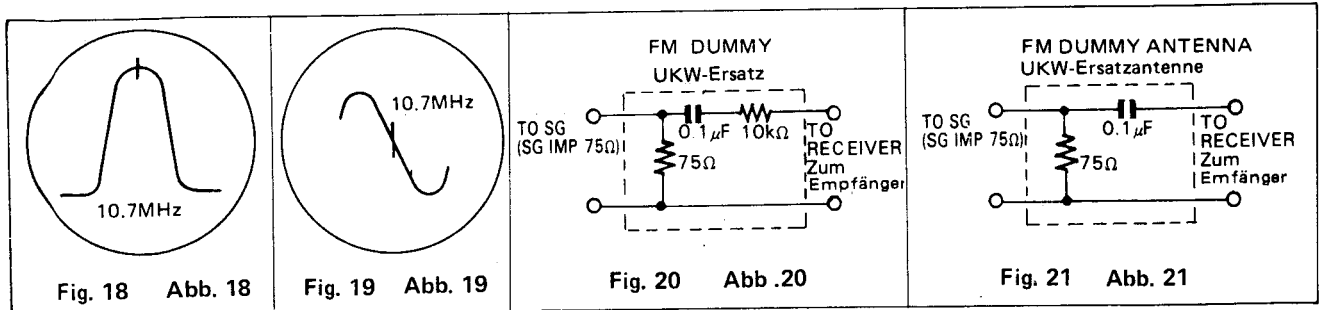 10.7MHz
Fig. 18 Abb. 18
10.7MHz
Fig. 19 Abb. 19
FM DUMMY
UKW-Ersatz
TO SG
(SG IMP 75Ω)
0.1μF 10kΩ
75Ω
TO
RECEIVER
Zum
Empfänger
Fig. 20 Abb .20
FM DUMMY ANTENNA
UKW-Ersatzantenne
TO SG
(SG IMP 75Ω)
0.1μF
75Ω
TO
RECEIVER
Zum
Emfänger
Fig. 21 Abb. 21